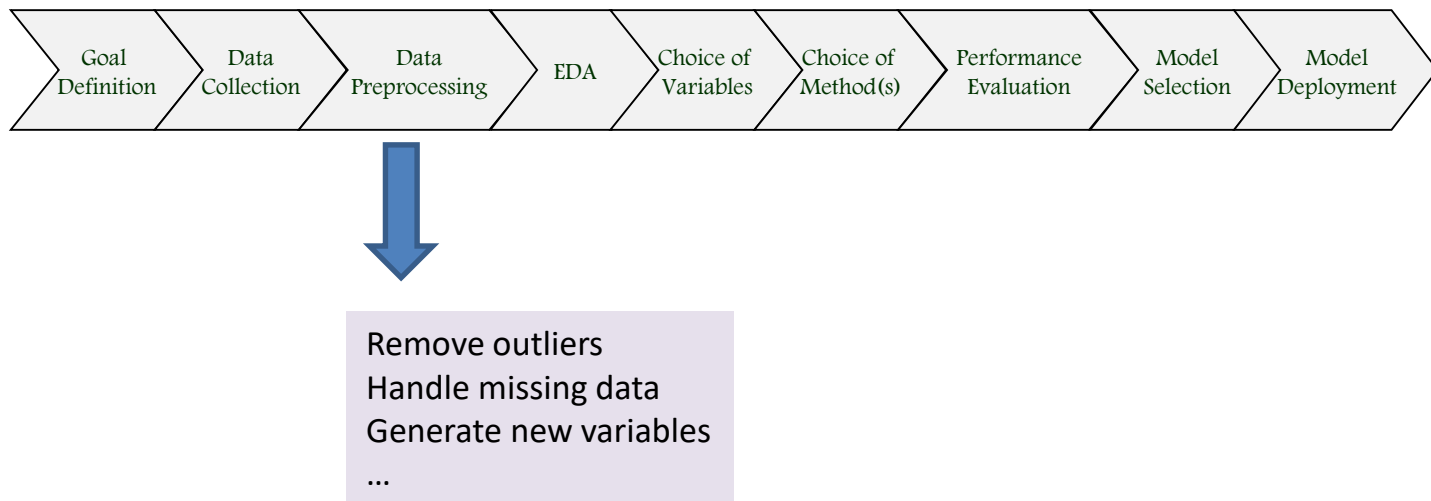 Goal
Definition
Data
Collection
Data
Preprocessing
EDA
Choice of
Variables
Choice of
Method(s)
Performance
Evaluation
Model
Selection
Model
Deployment
Remove outliers
Handle missing data
Generate new variables
...